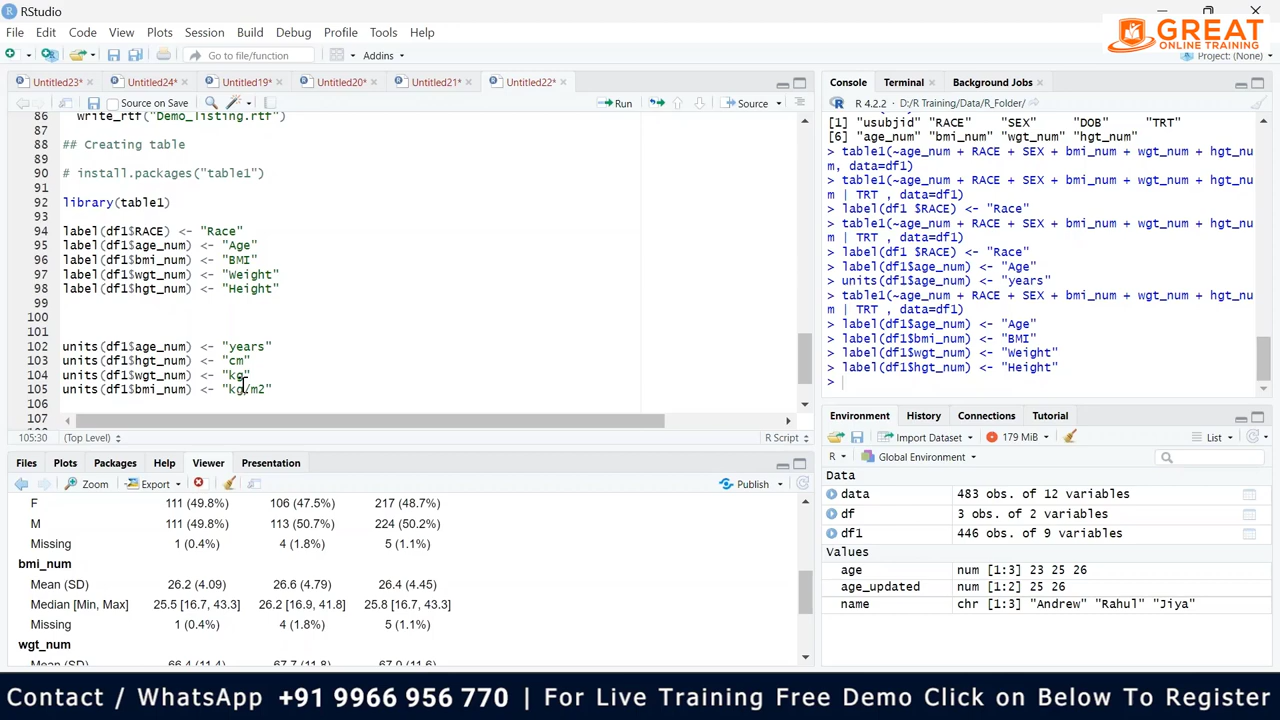 RStudio
GREAT
ONLINE TRAINING
File Edit Code View Plots Session Build Debug Profile Tools Help
Go to file/function Addins Project: (None)
Untitled23* Untitled24* Untitled19* Untitled20* Untitled21* Untitled22*
Source on Save Run Source
86 write_rtf("Demo_listing.rtf")
87
88 ## Creating table
89
90 # install.packages("table1")
91
92 library(table1)
93
94 label(df1$RACE) <- "Race"
95 label(df1$age_num) <- "Age"
96 label(df1$bmi_num) <- "BMI"
97 label(df1$wgt_num) <- "Weight"
98 label(df1$hgt_num) <- "Height"
99
100
101
102 units(df1$age_num) <- "years"
103 units(df1$hgt_num) <- "cm"
104 units(df1$wgt_num) <- "kg"
105 units(df1$bmi_num) <- "kg/m2"
106
107
105:30 (Top Level) R Script
Files Plots Packages Help Viewer Presentation
Zoom Export Publish
F 111 (49.8%) 106 (47.5%) 217 (48.7%)
M 111 (49.8%) 113 (50.7%) 224 (50.2%)
Missing 1 (0.4%) 4 (1.8%) 5 (1.1%)
bmi_num
Mean (SD) 26.2 (4.09) 26.6 (4.79) 26.4 (4.45)
Median [Min, Max] 25.5 [16.7, 43.3] 26.2 [16.9, 41.8] 25.8 [16.7, 43.3]
Missing 1 (0.4%) 4 (1.8%) 5 (1.1%)
wgt_num
Mean (SD) 66.4 (11.4) 67.7 (11.8) 67.0 (11.6)
Console Terminal Background Jobs
R 4.2.2 · D:/R Training/Data/R_Folder/
[1] "usubjid" "RACE" "SEX" "DOB" "TRT"
[6] "age_num" "bmi_num" "wgt_num" "hgt_num"
> table1(~age_num + RACE + SEX + bmi_num + wgt_num + hgt_nu
m, data=df1)
> table1(~age_num + RACE + SEX + bmi_num + wgt_num + hgt_nu
m | TRT , data=df1)
> label(df1 $RACE) <- "Race"
> table1(~age_num + RACE + SEX + bmi_num + wgt_num + hgt_nu
m | TRT , data=df1)
> label(df1 $RACE) <- "Race"
> label(df1$age_num) <- "Age"
> units(df1$age_num) <- "years"
> table1(~age_num + RACE + SEX + bmi_num + wgt_num + hgt_nu
m | TRT , data=df1)
> label(df1$age_num) <- "Age"
> label(df1$bmi_num) <- "BMI"
> label(df1$wgt_num) <- "Weight"
> label(df1$hgt_num) <- "Height"
>
Environment History Connections Tutorial
Import Dataset 179 MiB List
R Global Environment
Data
data 483 obs. of 12 variables
df 3 obs. of 2 variables
df1 446 obs. of 9 variables
Values
age num [1:3] 23 25 26
age_updated num [1:2] 25 26
name chr [1:3] "Andrew" "Rahul" "Jiya"
Contact / WhatsApp +91 9966 956 770 | For Live Training Free Demo Click on Below To Register